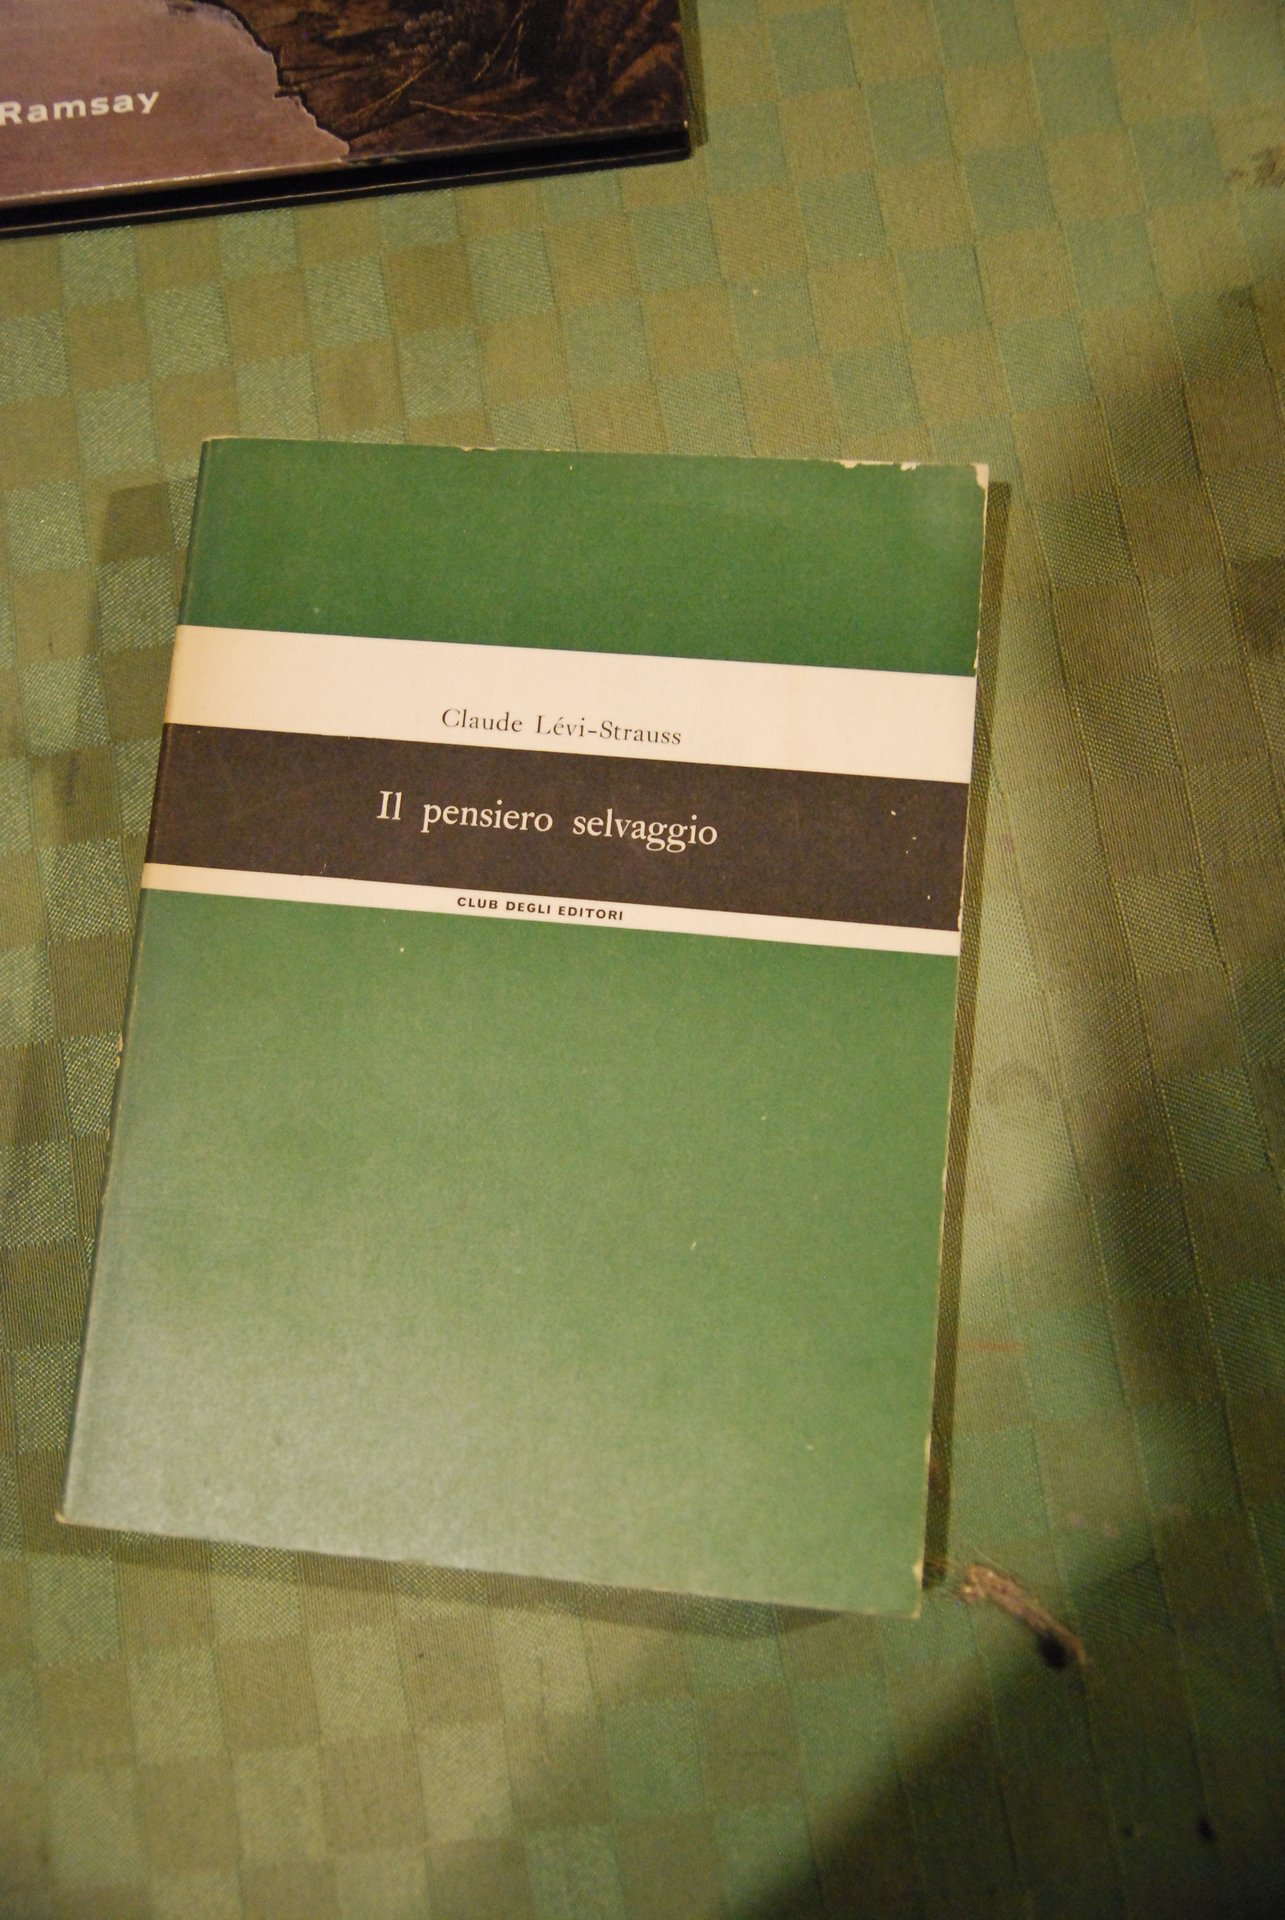 Ramsay
Claude Lévi-Strauss
Il pensiero selvaggio
CLUB DEGLI EDITORI